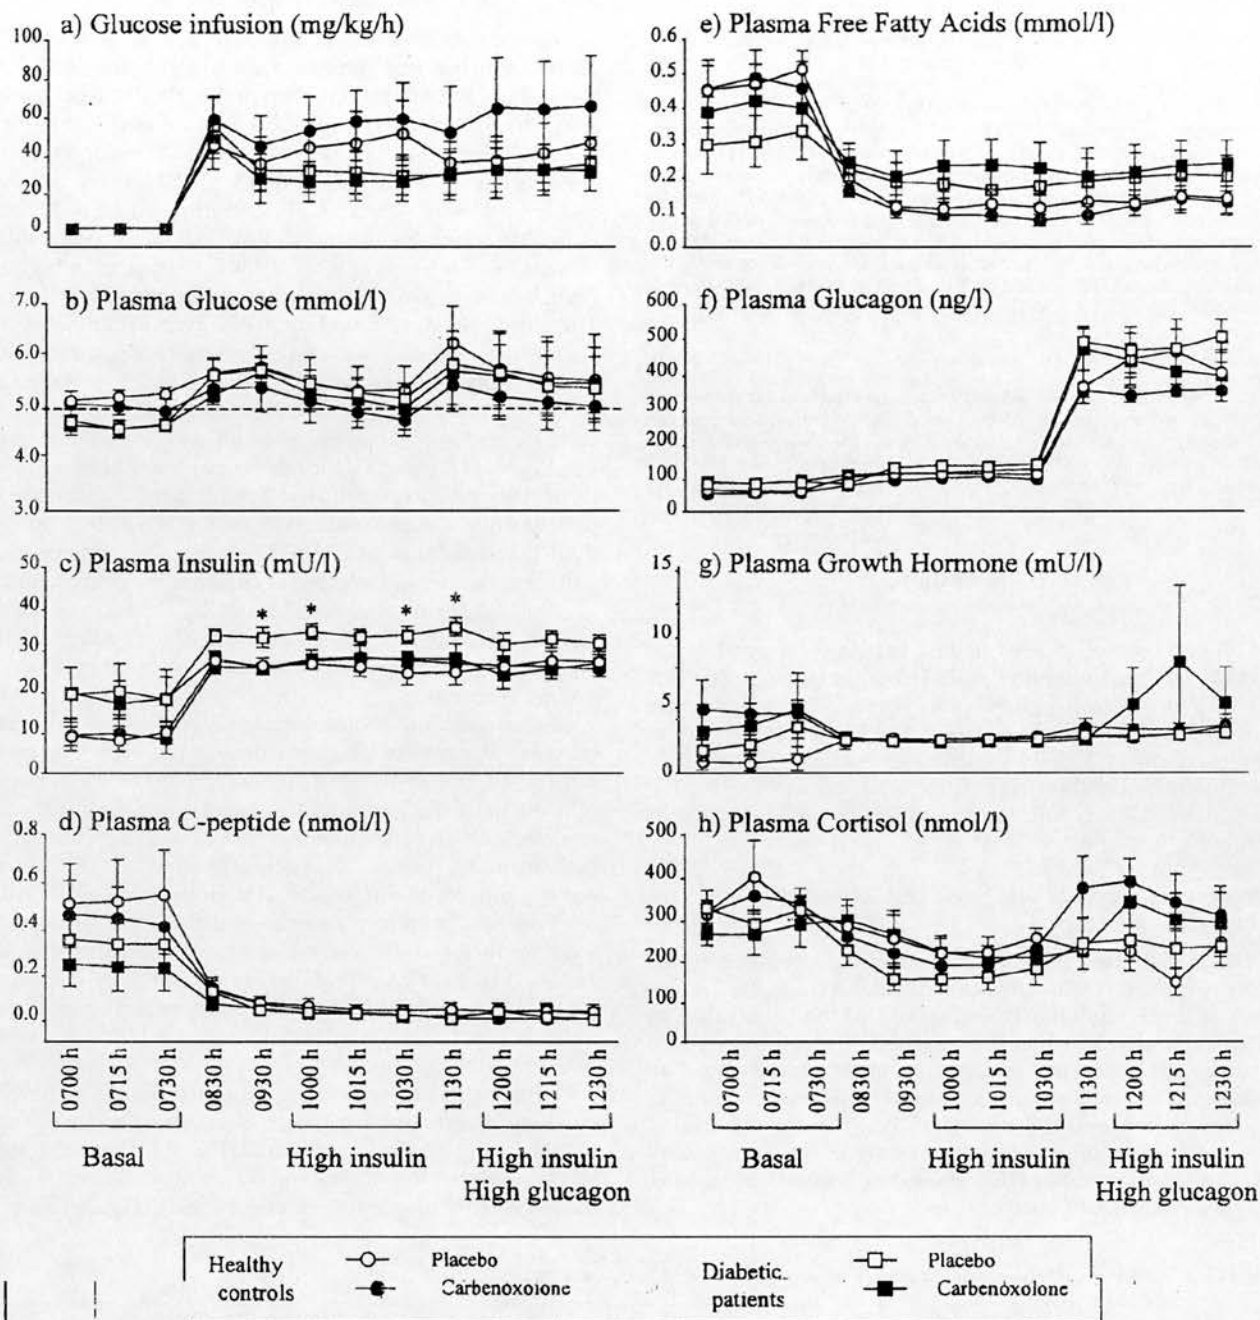 a) Glucose infusion (mg/kg/h)
100
80
60
40
20
0
b) Plasma Glucose (mmol/l)
7.0
6.0
5.0
4.0
3.0
c) Plasma Insulin (mU/l)
50
40
30
20
10
0
* * * *
d) Plasma C-peptide (nmol/l)
0.8
0.6
0.4
0.2
0.0
0700 h 0715 h 0730 h 0830 h 0930 h 1000 h 1015 h 1030 h 1130 h 1200 h 1215 h 1230 h
Basal High insulin High insulin
High glucagon
e) Plasma Free Fatty Acids (mmol/l)
0.6
0.5
0.4
0.3
0.2
0.1
0.0
f) Plasma Glucagon (ng/l)
600
500
400
300
200
100
0
g) Plasma Growth Hormone (mU/l)
15
10
5
0
h) Plasma Cortisol (nmol/l)
500
400
300
200
100
0
0700 h 0715 h 0730 h 0830 h 0930 h 1000 h 1015 h 1030 h 1130 h 1200 h 1215 h 1230 h
Basal High insulin High insulin
High glucagon
Healthy controls
Placebo
Carbenoxolone
Diabetic patients
Placebo
Carbenoxolone